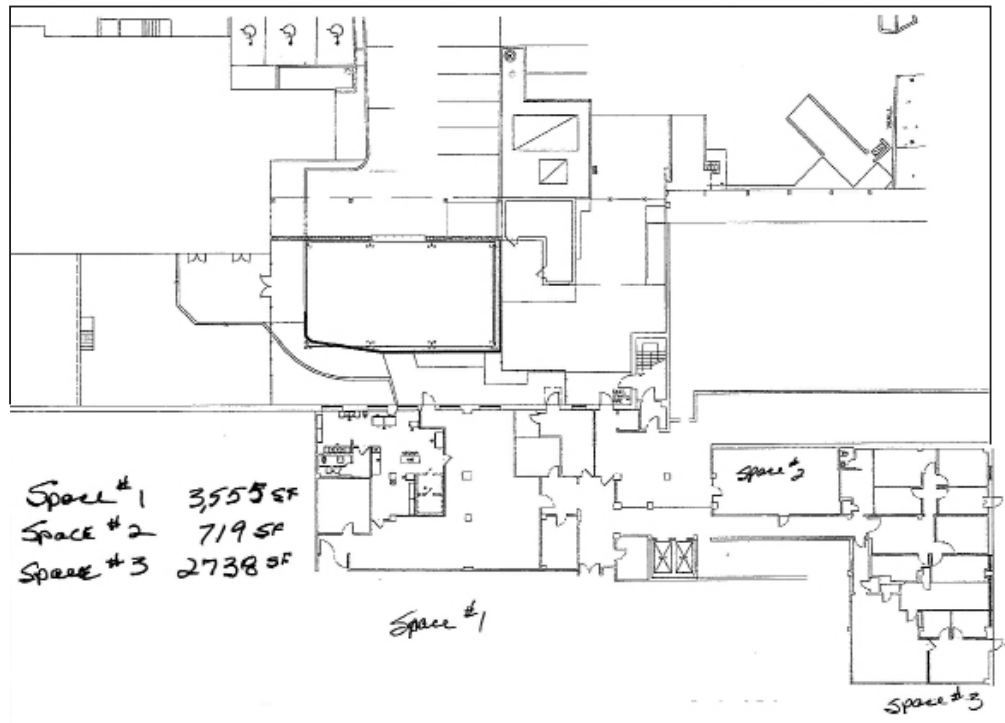 Space #2
Space #1 3,555 SF
Space #2 719 SF
Space #3 2738 SF
Space #1
Space #3